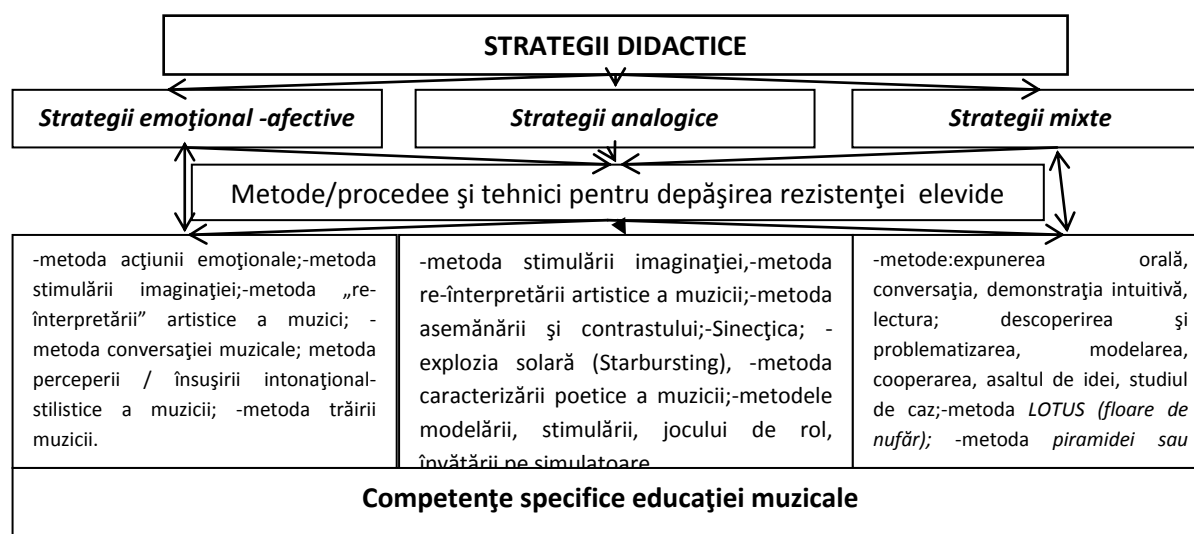 STRATEGII DIDACTICE
Strategii emoţional -afective
Strategii analogice
Strategii mixte
Metode/procedee şi tehnici pentru depăşirea rezistenţei  elevide
-metoda acţiunii emoţionale;-metoda
stimulării imaginaţiei;-metoda „re-
înterpretării” artistice a muzici; -
metoda conversaţiei muzicale; metoda
perceperii / însuşirii intonaţional-
stilistice a muzicii; -metoda trăirii
muzicii.
-metoda stimulării imaginaţiei,-metoda
re-înterpretării artistice a muzicii;-metoda
asemănării şi contrastului;-Sinecţica; -
explozia solară (Starbursting), -metoda
caracterizării poetice a muzicii;-metodele
modelării, stimulării, jocului de rol,
învăţării pe simulatoare
-metode:expunerea orală,
conversaţia, demonstraţia intuitivă,
lectura; descoperirea şi
problematizarea, modelarea,
cooperarea, asaltul de idei, studiul
de caz;-metoda LOTUS (floare de
nufăr); -metoda piramidei sau
Competenţe specifice educaţiei muzicale